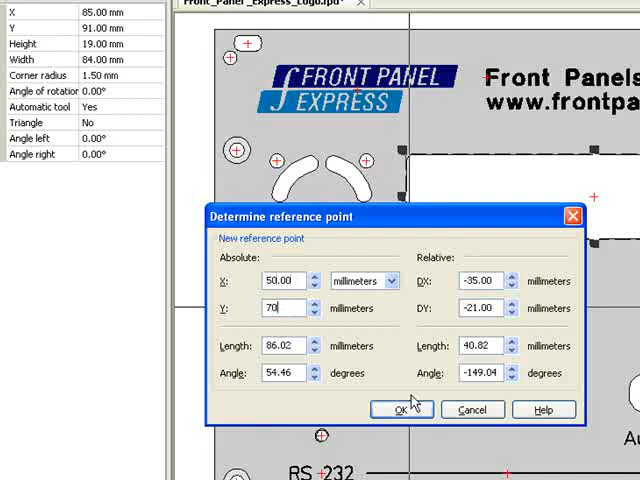 Front_Panel_Express_Logo.fpd*
X 85.00 mm
Y 91.00 mm
Height 19.00 mm
Width 84.00 mm
Corner radius 1.50 mm
Angle of rotation 0.00°
Automatic tool Yes
Triangle No
Angle left 0.00°
Angle right 0.00°
FRONT PANEL
EXPRESS
Front Panels
www.frontpa
Determine reference point
New reference point
Absolute: Relative:
X: 50.00 millimeters DX: -35.00 millimeters
Y: 70 millimeters DY: -21.00 millimeters
Length: 86.02 millimeters Length: 40.82 millimeters
Angle: 54.46 degrees Angle: -149.04 degrees
OK Cancel Help
Au
RS 232